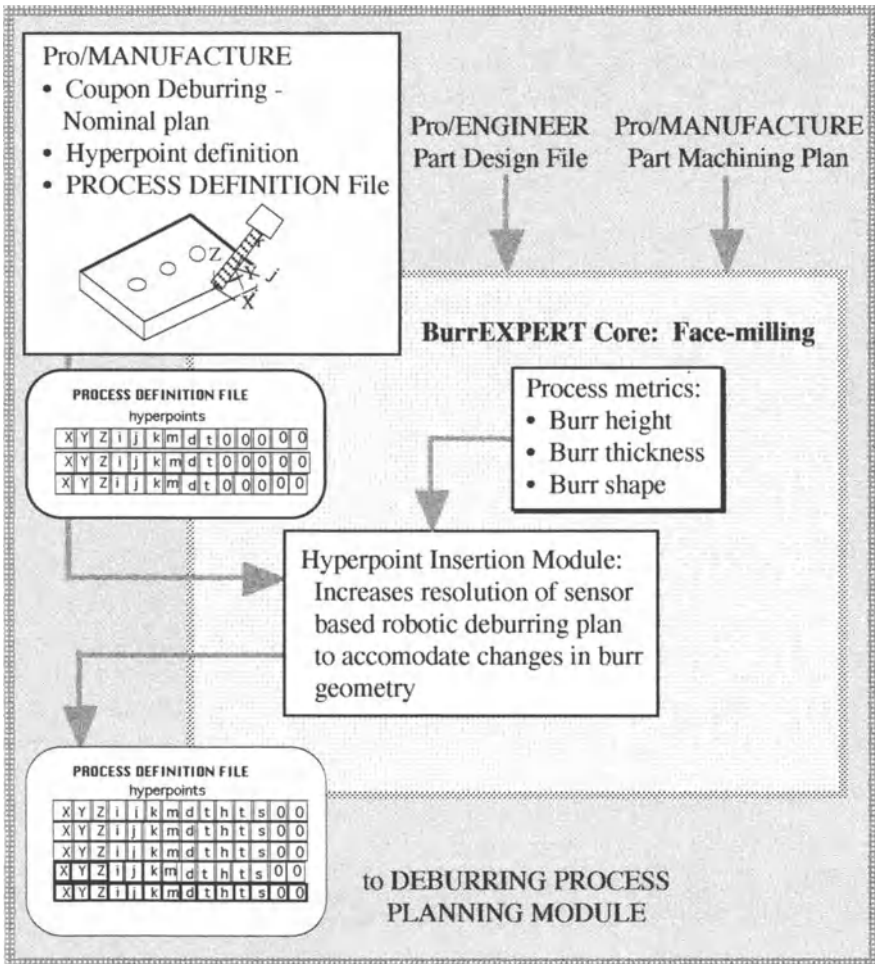 Pro/MANUFACTURE
• Coupon Deburring -
Nominal plan
• Hyperpoint definition
• PROCESS DEFINITION File
Z
k
Y
j
X
Pro/ENGINEER
Part Design File
Pro/MANUFACTURE
Part Machining Plan
BurrEXPERT Core: Face-milling
PROCESS DEFINITION FILE
hyperpoints
X Y Z i j k m d t 0 0 0 0 0
X Y Z i j k m d t 0 0 0 0 0
X Y Z i j k m d t 0 0 0 0 0
Process metrics:
• Burr height
• Burr thickness
• Burr shape
Hyperpoint Insertion Module:
Increases resolution of sensor
based robotic deburring plan
to accomodate changes in burr
geometry
PROCESS DEFINITION FILE
hyperpoints
X Y Z i j k m d t h t s 0 0
X Y Z i j k m d t h t s 0 0
X Y Z i j k m d t h t s 0 0
X Y Z i j k m d t h t s 0 0
X Y Z i j k m d t h t s 0 0
to DEBURRING PROCESS
PLANNING MODULE